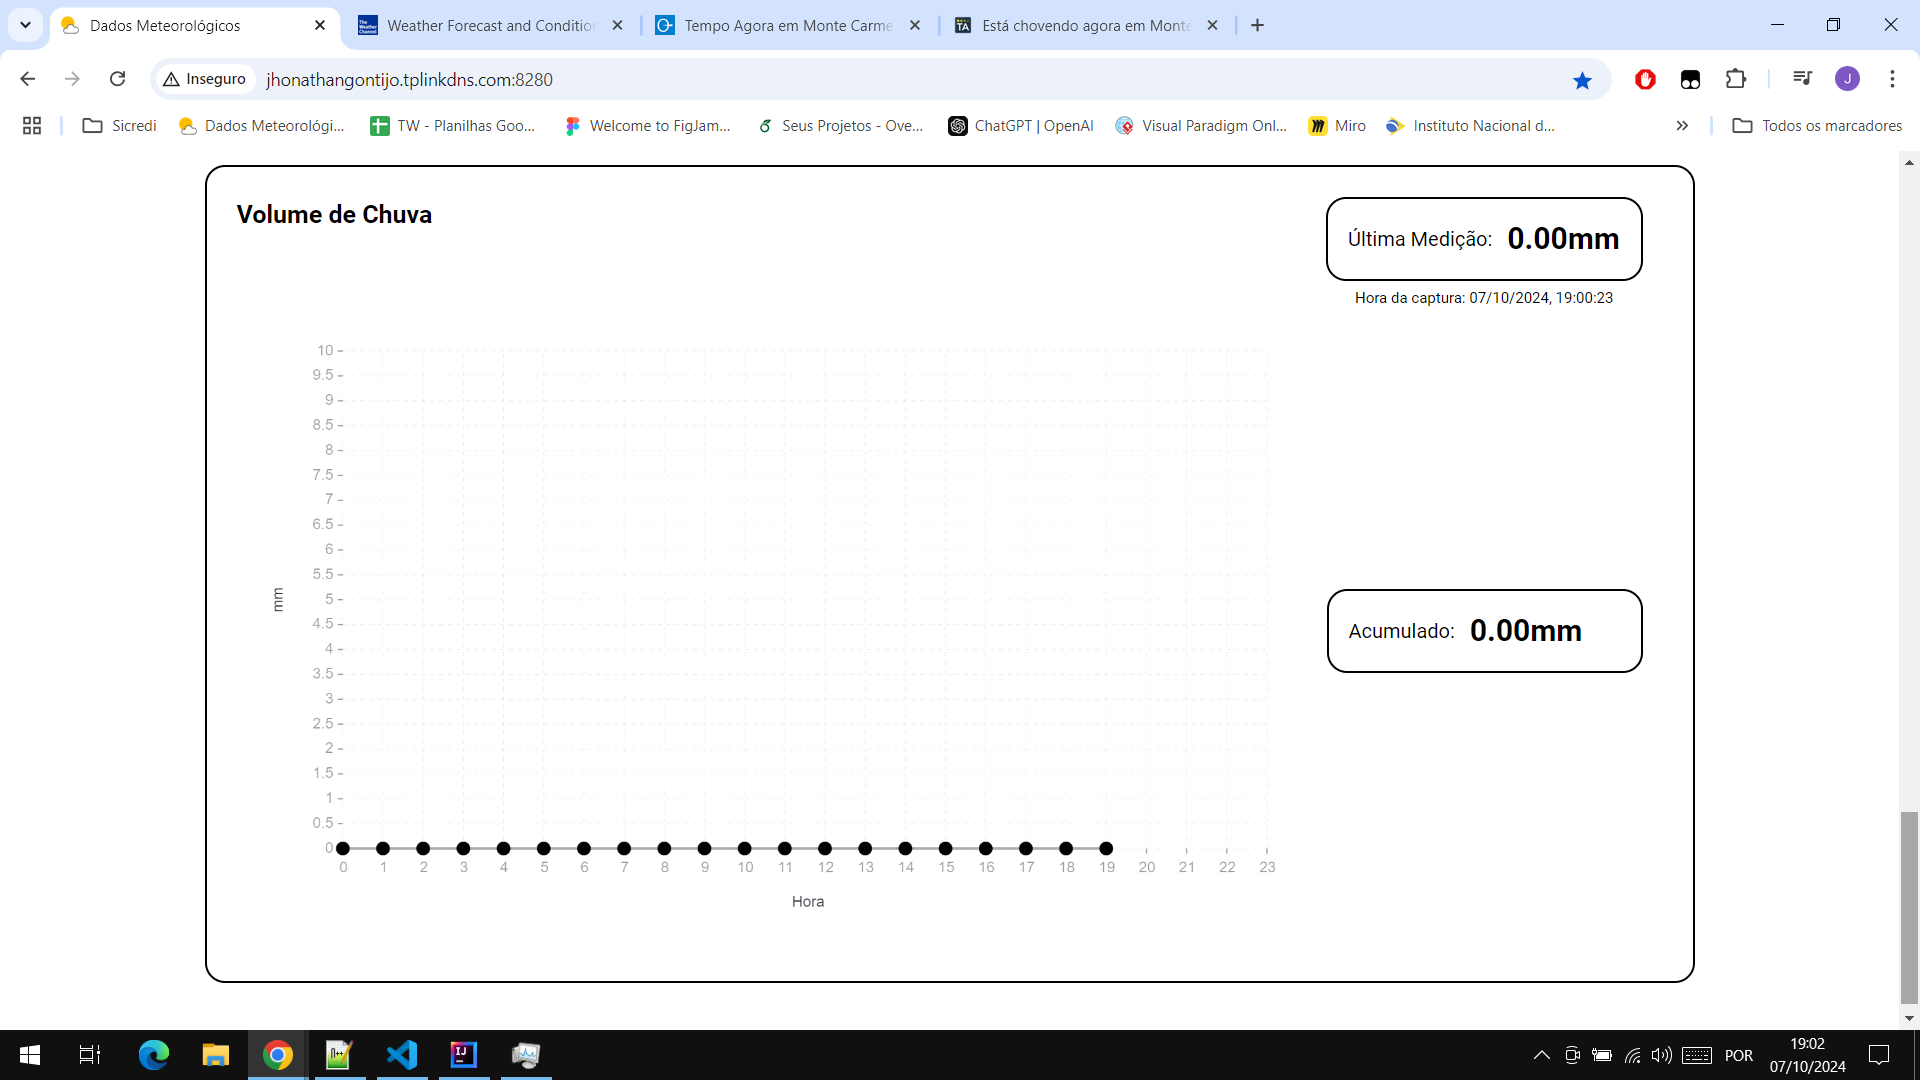 Dados Meteorológicos
Weather Forecast and Conditio
Tempo Agora em Monte Carme
Está chovendo agora em Monte
Inseguro
jhonathangontijo.tplinkdns.com:8280
J
Sicredi
Dados Meteorológi...
TW - Planilhas Goo...
Welcome to FigJam...
Seus Projetos - Ove...
ChatGPT | OpenAI
Visual Paradigm Onl...
Miro
Instituto Nacional d...
Todos os marcadores
Volume de Chuva
Última Medição: 0.00mm
Hora da captura: 07/10/2024, 19:00:23
10
9.5
9
8.5
8
7.5
7
6.5
6
5.5
5
4.5
4
3.5
3
2.5
2
1.5
1
0.5
0
mm
0 1 2 3 4 5 6 7 8 9 10 11 12 13 14 15 16 17 18 19 20 21 22 23
Hora
Acumulado: 0.00mm
POR
19:02
07/10/2024